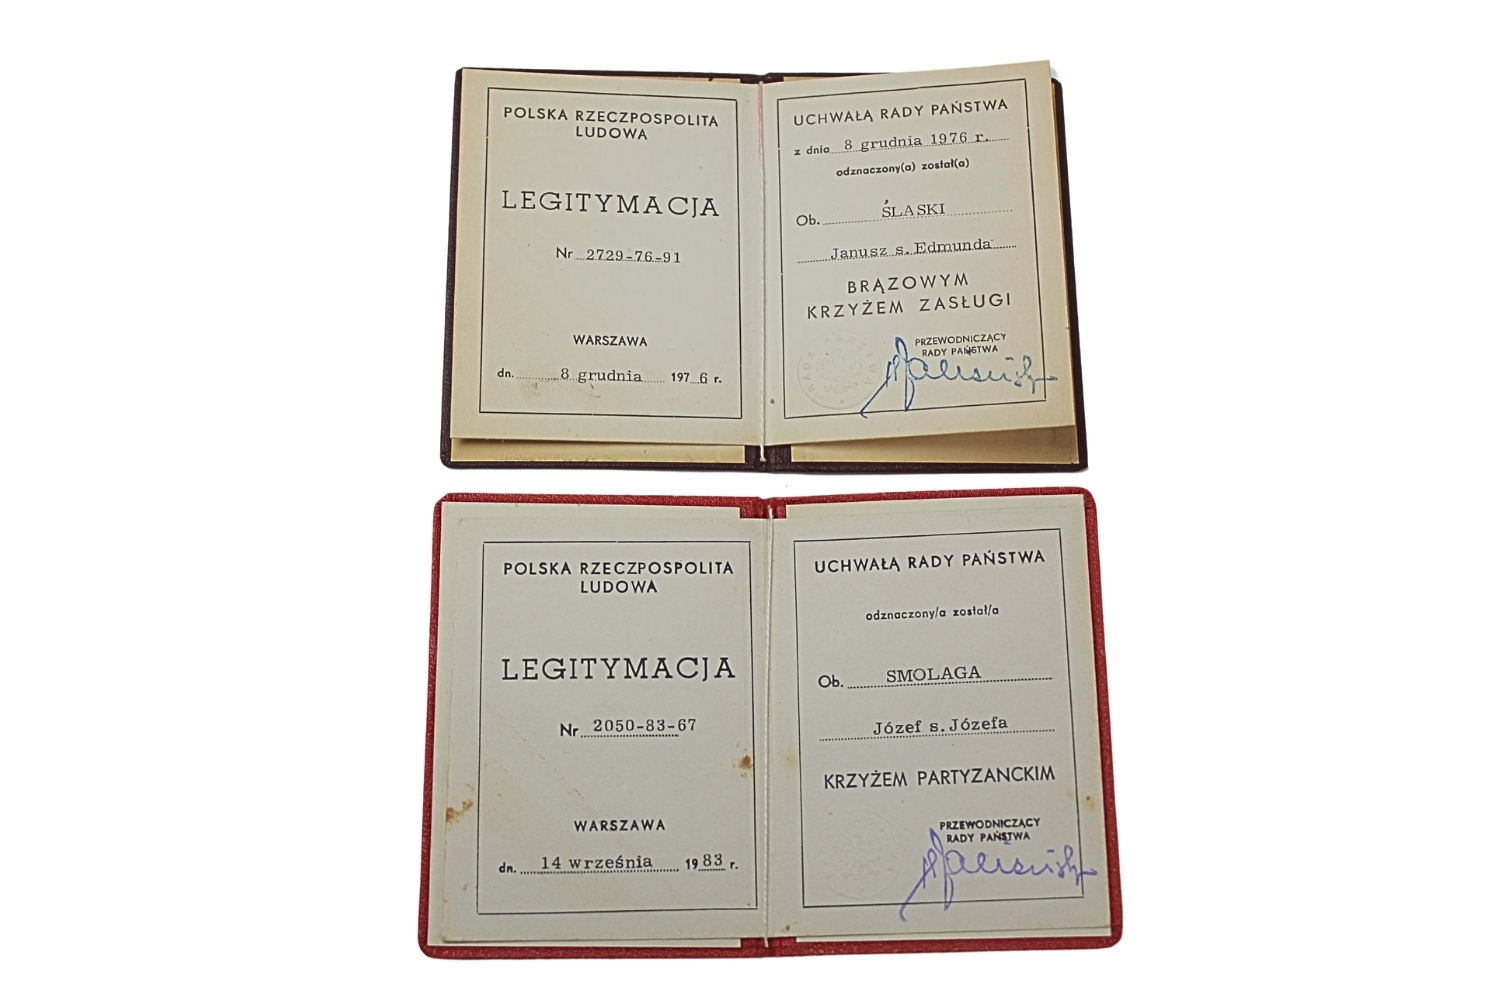 POLSKA RZECZPOSPOLITA
LUDOWA
LEGITYMACJA
Nr 2729-76-91
WARSZAWA
dn. 8 grudnia 1976 r.
UCHWAŁĄ RADY PAŃSTWA
z dnia 8 grudnia 1976 r.
odznaczony(a) został(a)
Ob. ŚLASKI
Janusz s. Edmunda
BRĄZOWYM
KRZYŻEM ZASŁUGI
PRZEWODNICZĄCY
RADY PAŃSTWA
POLSKA RZECZPOSPOLITA
LUDOWA
LEGITYMACJA
Nr 2050-83-67
WARSZAWA
dn. 14 września 1983 r.
UCHWAŁĄ RADY PAŃSTWA
odznaczony/a został/a
Ob. SMOLAGA
Józef s. Józefa
KRZYŻEM PARTYZANCKIM
PRZEWODNICZĄCY
RADY PAŃSTWA